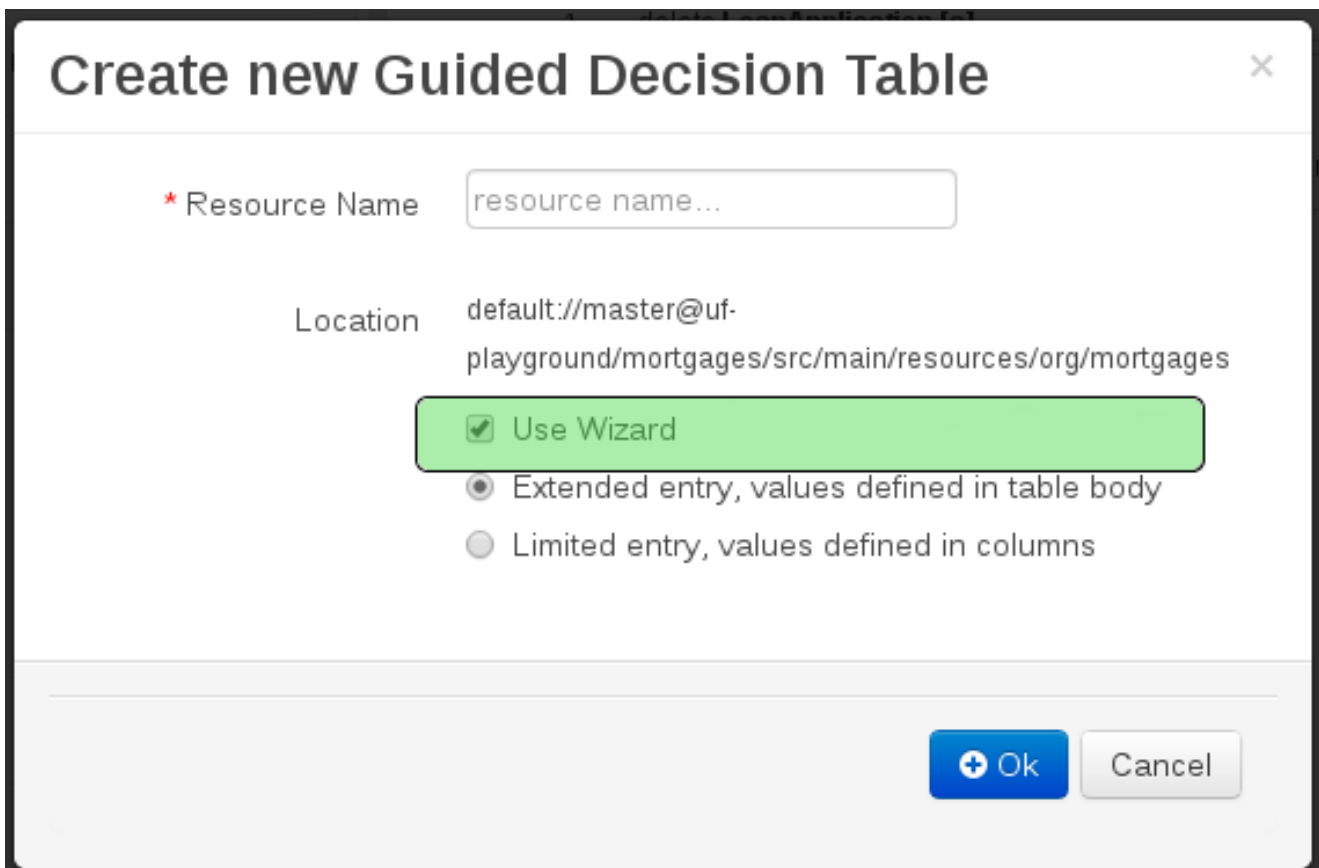 Create new Guided Decision Table ×
* Resource Name resource name...
Location default://master@uf-
playground/mortgages/src/main/resources/org/mortgages
Use Wizard
Extended entry, values defined in table body
Limited entry, values defined in columns
Ok Cancel